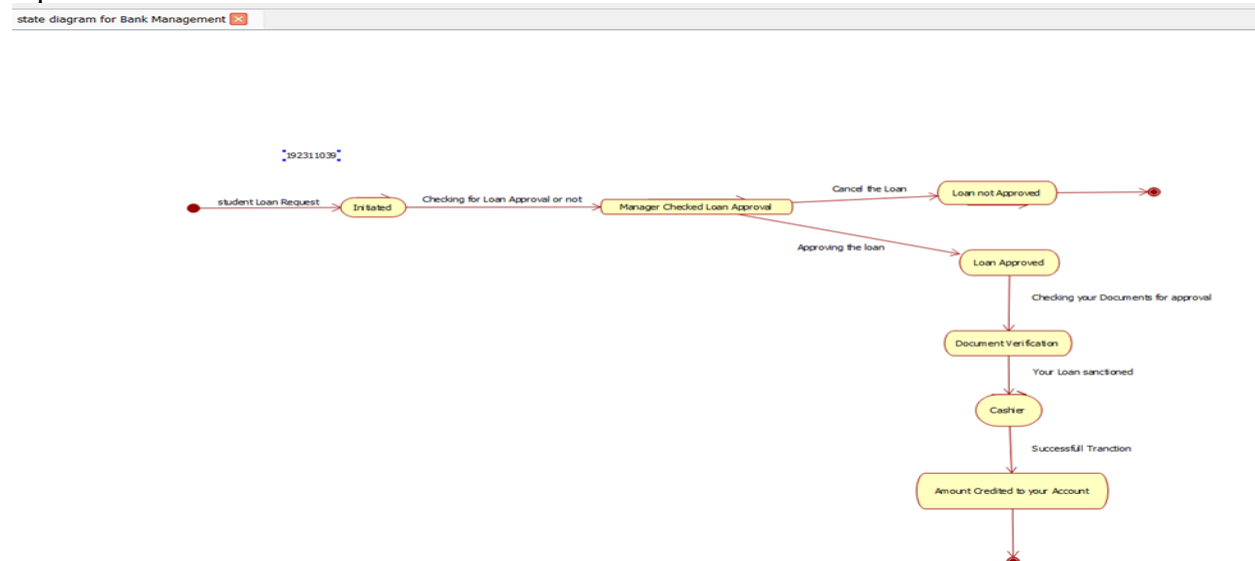 state diagram for Bank Management
192311039
student Loan Request
Initiated
Checking for Loan Approval or not
Manager Checked Loan Approval
Cancel the Loan
Loan not Approved
Approving the loan
Loan Approved
Checking your Documents for approval
Document Verification
Your Loan sanctioned
Cashier
Successfull Tranction
Amount Credited to your Account